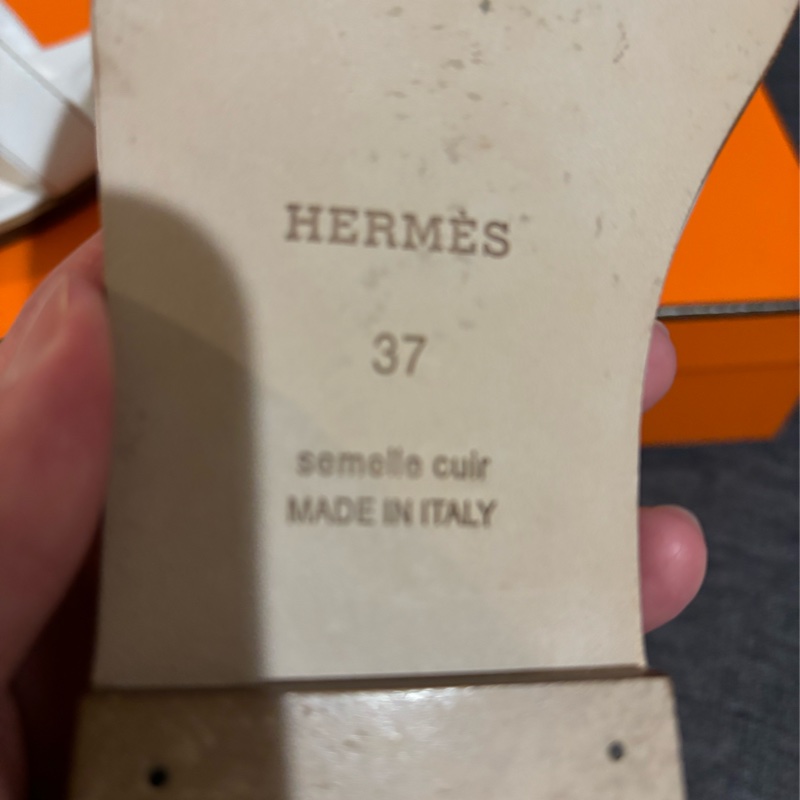 HERMÈS
37
semelle cuir
MADE IN ITALY